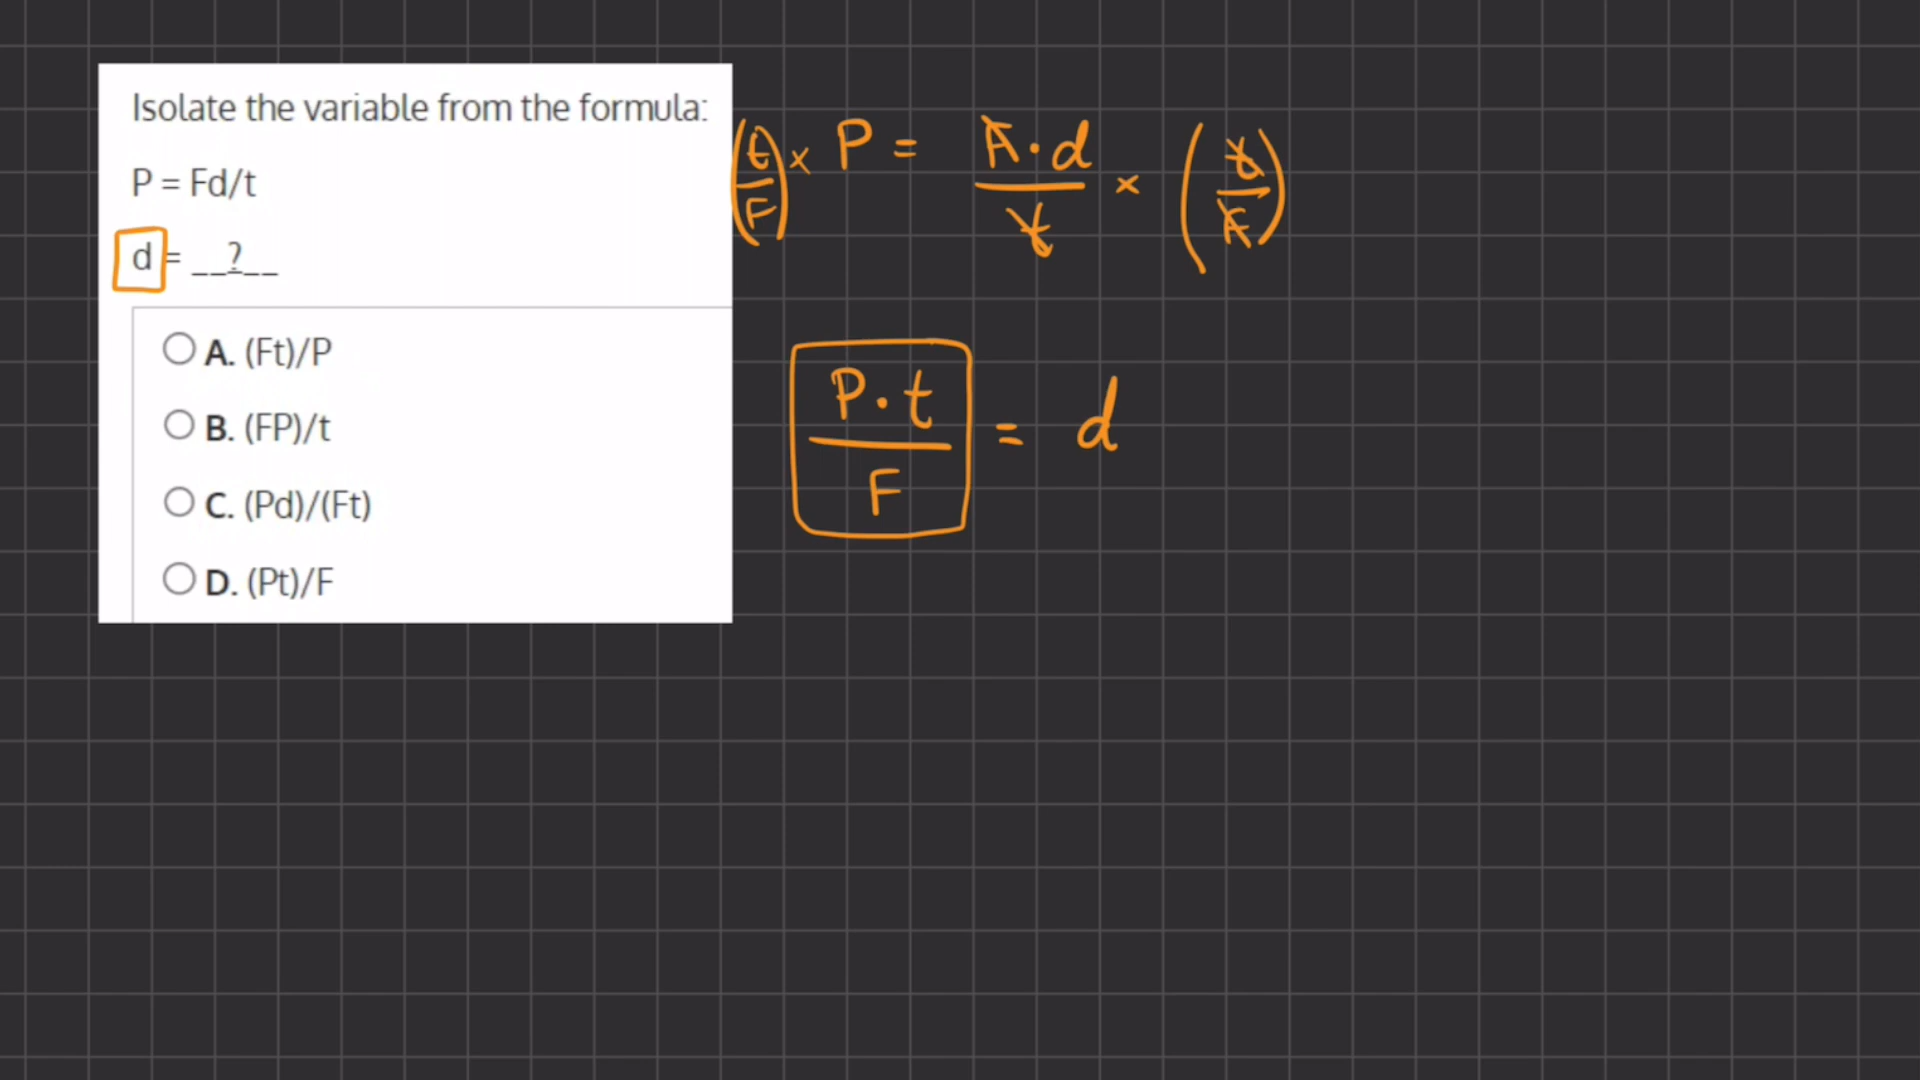 Isolate the variable from the formula:
P = Fd/t
d = __?__
A. (Ft)/P
B. (FP)/t
C. (Pd)/(Ft)
D. (Pt)/F
(t/F) × P = F · d / t × (t/F)
P · t / F = d